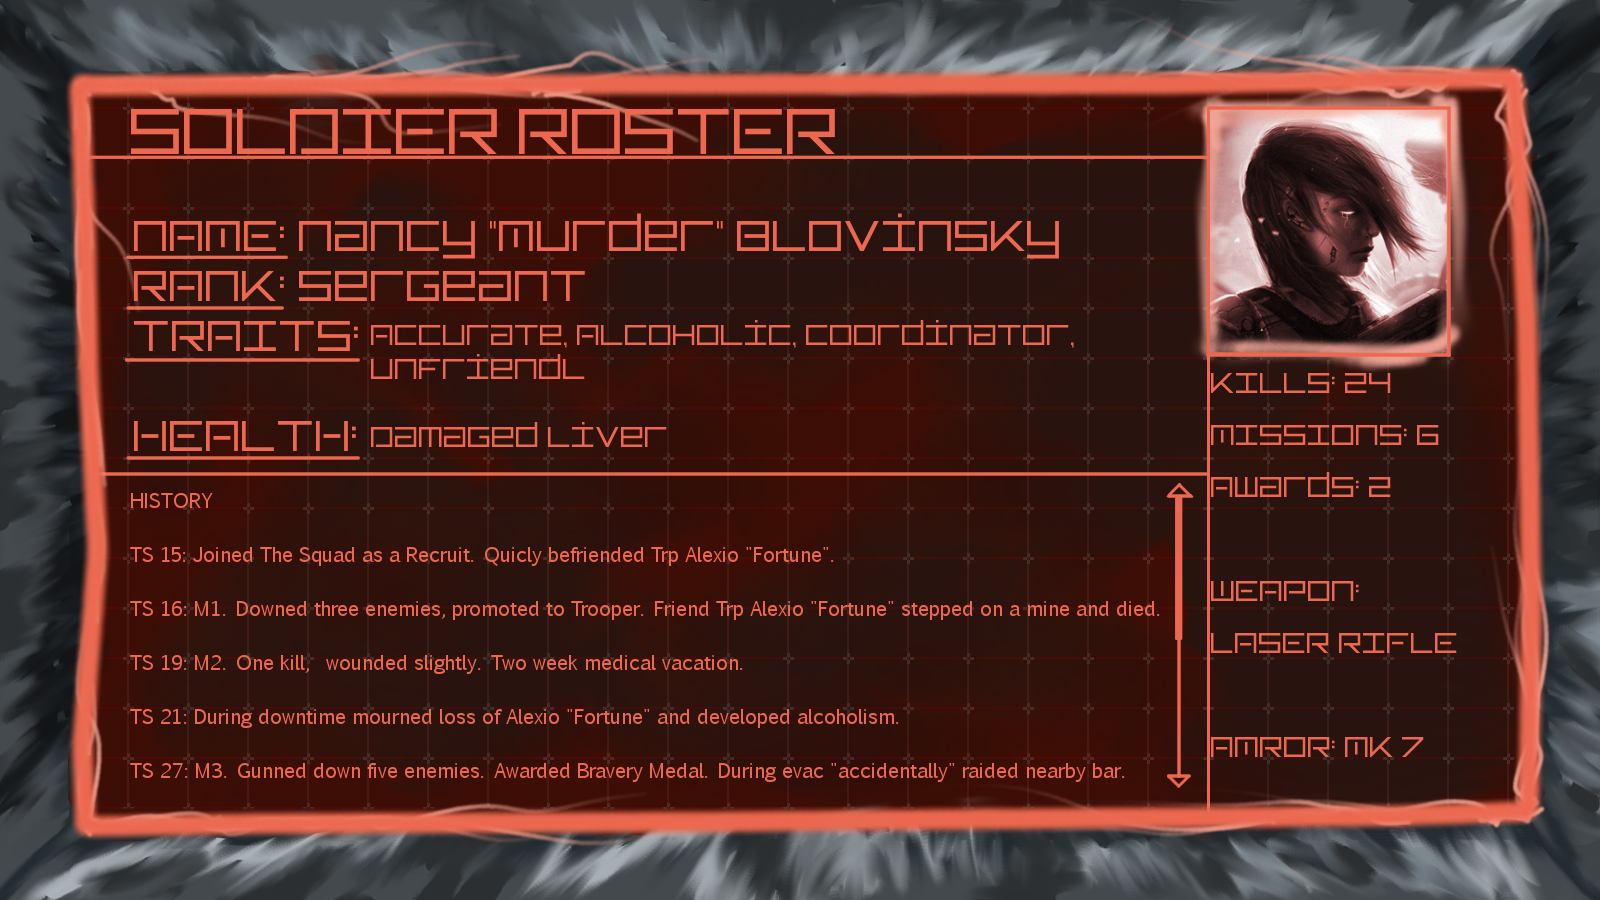 SOLDIER ROSTER
NAME: Nancy "Murder" Blovinsky
RANK: Sergeant
TRAITS: Accurate, Alcoholic, Coordinator,
Unfriendl
HEALTH: Damaged Liver
HISTORY
TS 15: Joined The Squad as a Recruit. Quicly befriended Trp Alexio "Fortune".
TS 16: M1. Downed three enemies, promoted to Trooper. Friend Trp Alexio "Fortune" stepped on a mine and died.
TS 19: M2. One kill, wounded slightly. Two week medical vacation.
TS 21: During downtime mourned loss of Alexio "Fortune" and developed alcoholism.
TS 27: M3. Gunned down five enemies. Awarded Bravery Medal. During evac "accidentally" raided nearby bar.
KILLS: 24
MISSIONS: 6
Awards: 2
WEAPON:
LASER RIFLE
AMROR: MK 7